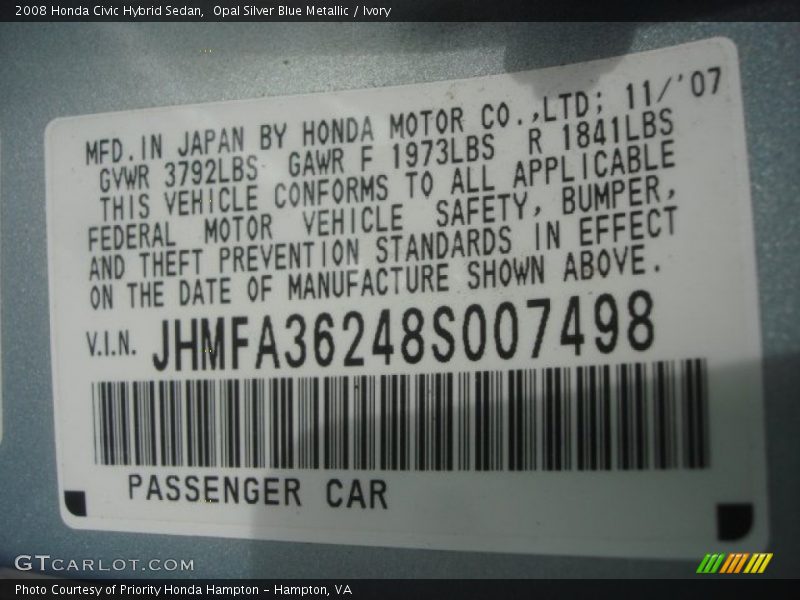 2008 Honda Civic Hybrid Sedan,  Opal Silver Blue Metallic / Ivory
MFD.IN JAPAN BY HONDA MOTOR CO.,LTD; 11/'07
GVWR 3792LBS GAWR F 1973LBS R 1841LBS
THIS VEHICLE CONFORMS TO ALL APPLICABLE
FEDERAL MOTOR VEHICLE SAFETY, BUMPER,
AND THEFT PREVENTION STANDARDS IN EFFECT
ON THE DATE OF MANUFACTURE SHOWN ABOVE.
V.I.N. JHMFA36248S007498
PASSENGER CAR
GTCARLOT.COM
Photo Courtesy of Priority Honda Hampton - Hampton, VA